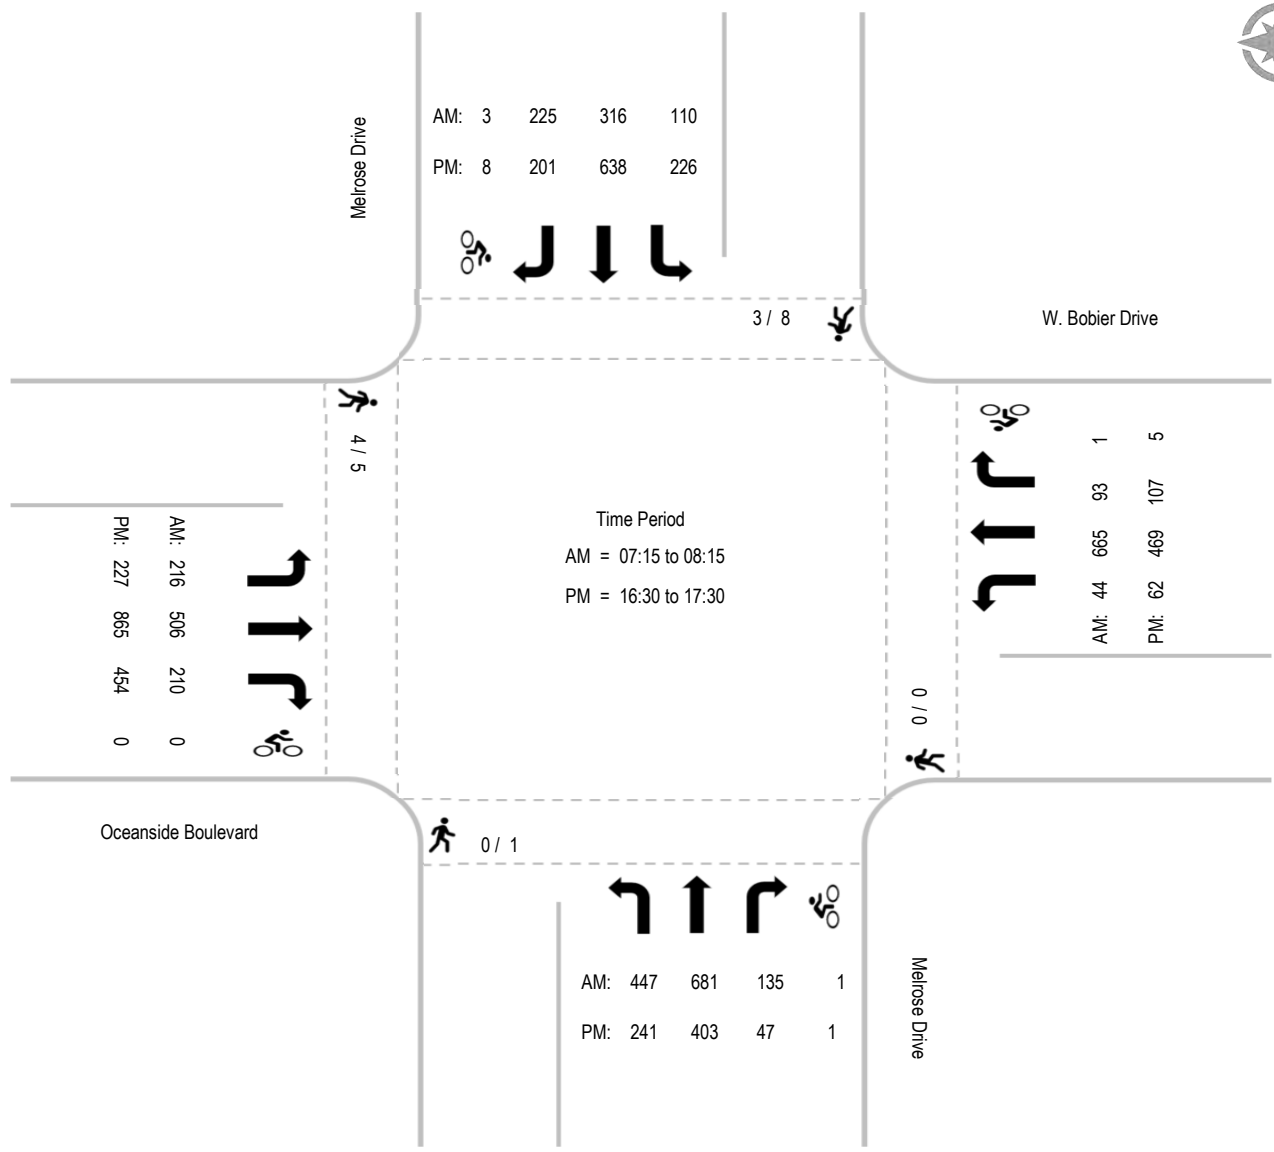 Melrose Drive
AM: 3 225 316 110
PM: 8 201 638 226
3 / 8
W. Bobier Drive
4 / 5
AM: 44 665 93 1
PM: 62 469 107 5
Time Period
AM = 07:15 to 08:15
PM = 16:30 to 17:30
AM: 216 506 210 0
PM: 227 865 454 0
0 / 0
Oceanside Boulevard
0 / 1
AM: 447 681 135 1
PM: 241 403 47 1
Melrose Drive